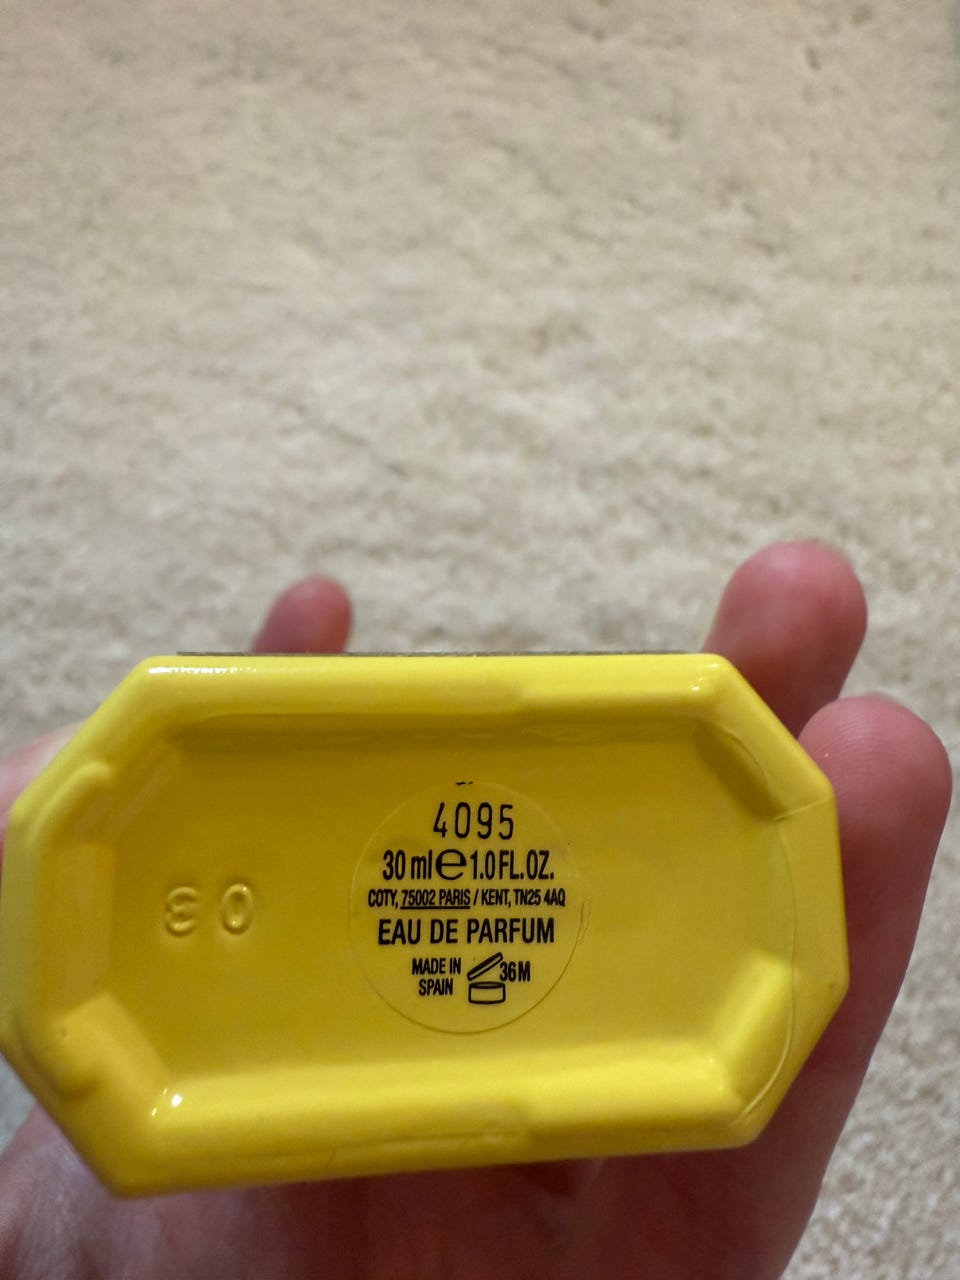 4095
30 ml e 1.0 FL.OZ.
COTY, 75002 PARIS / KENT, TN25 4AQ
EAU DE PARFUM
MADE IN
SPAIN
36M
03